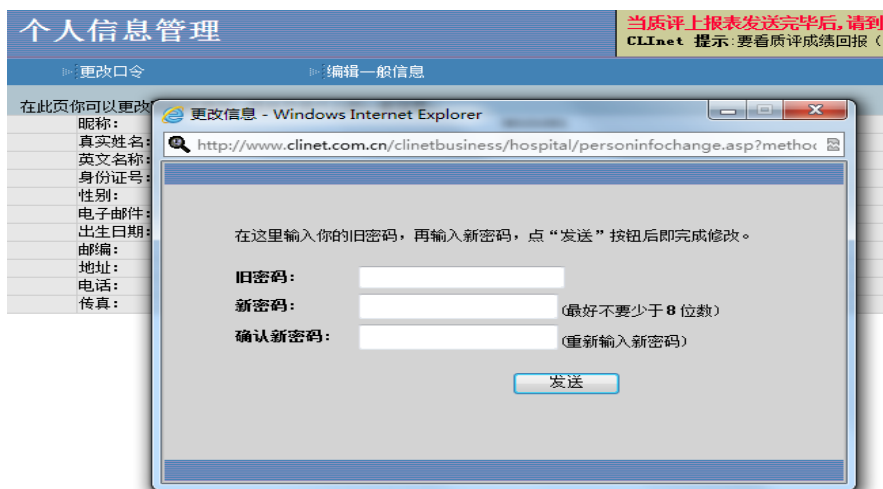 个人信息管理
当质评上报表发送完毕后,请到
CLInet 提示:要看质评成绩回报(
更改口令
编辑一般信息
在此页你可以更改
昵称:
真实姓名:
英文名称:
身份证号:
性别:
电子邮件:
出生日期:
邮编:
地址:
电话:
传真:
更改信息 - Windows Internet Explorer
http://www.clinet.com.cn/clinetbusiness/hospital/personinfochange.asp?method
在这里输入你的旧密码，再输入新密码，点“发送”按钮后即完成修改。
旧密码:
新密码:
(最好不要少于8位数)
确认新密码:
(重新输入新密码)
发送